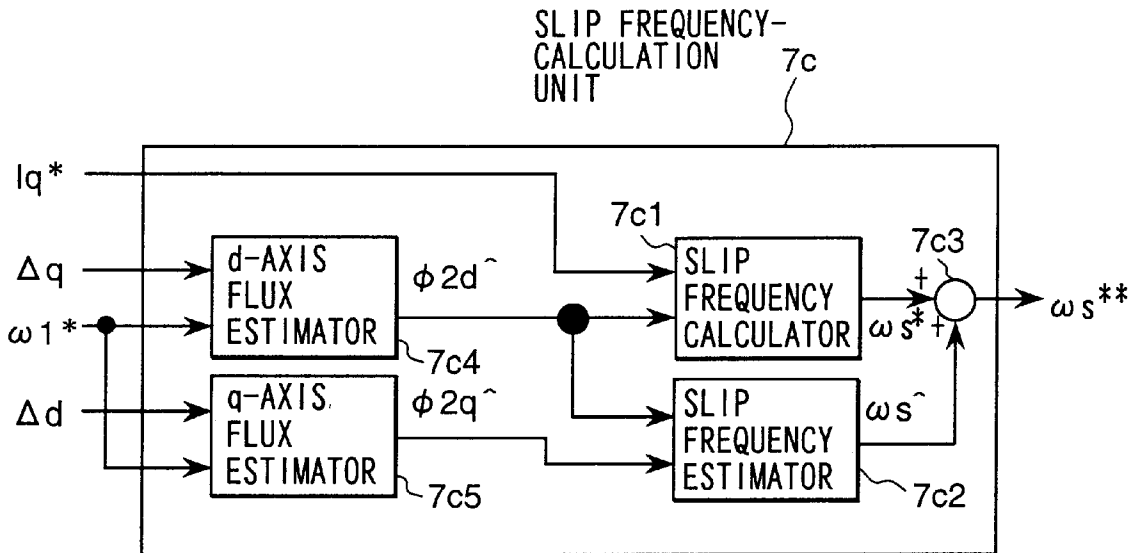 SLIP FREQUENCY-
CALCULATION
UNIT
7c
Iq*
Δq
ω1*
Δd
d-AXIS
FLUX
ESTIMATOR
7c4
ϕ2d^
q-AXIS
FLUX
ESTIMATOR
7c5
ϕ2q^
7c1
SLIP
FREQUENCY
CALCULATOR
ωs*
SLIP
FREQUENCY
ESTIMATOR
7c2
ωs^
7c3
+
+
ωs**